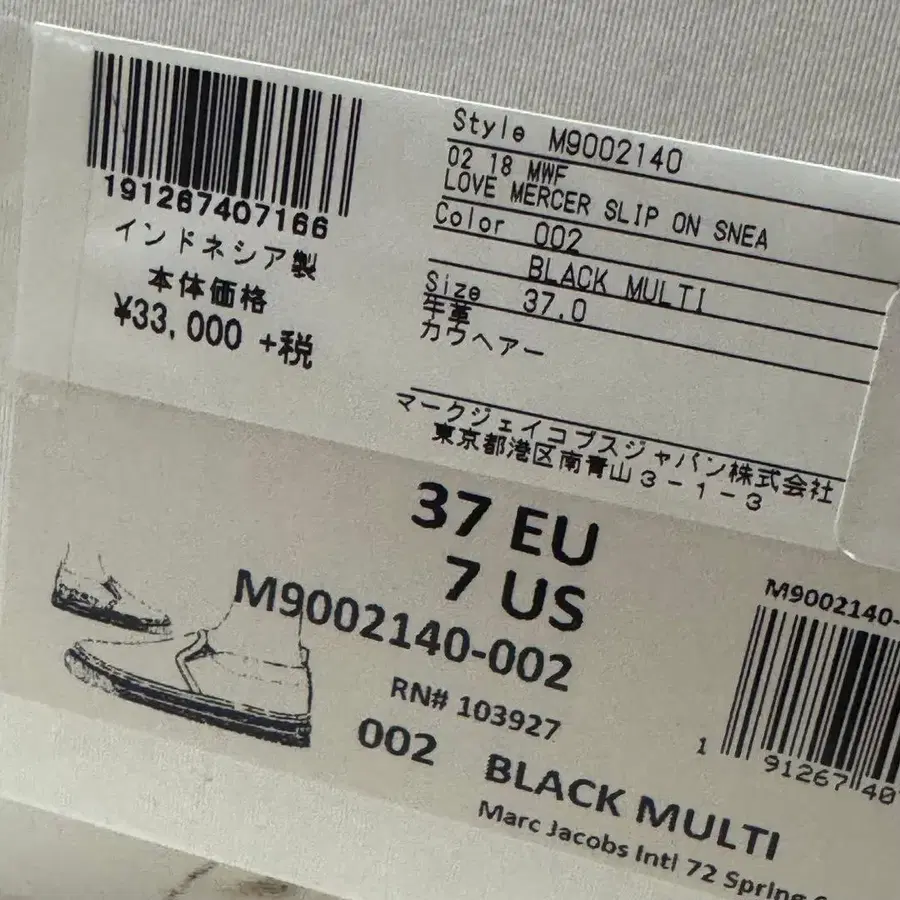 191267407166
インドネシア製
本体価格
¥33,000 +税
Style M9002140
02 18 MWF
LOVE MERCER SLIP ON SNEA
Color 002
BLACK MULTI
Size 37.0
牛革
カウヘアー
マークジェイコブスジャパン株式会社
東京都港区南青山3-1-3
37 EU
7 US
M9002140-002
RN# 103927
002 BLACK MULTI
Marc Jacobs Intl 72 Spring
M9002140-
1 91267 40